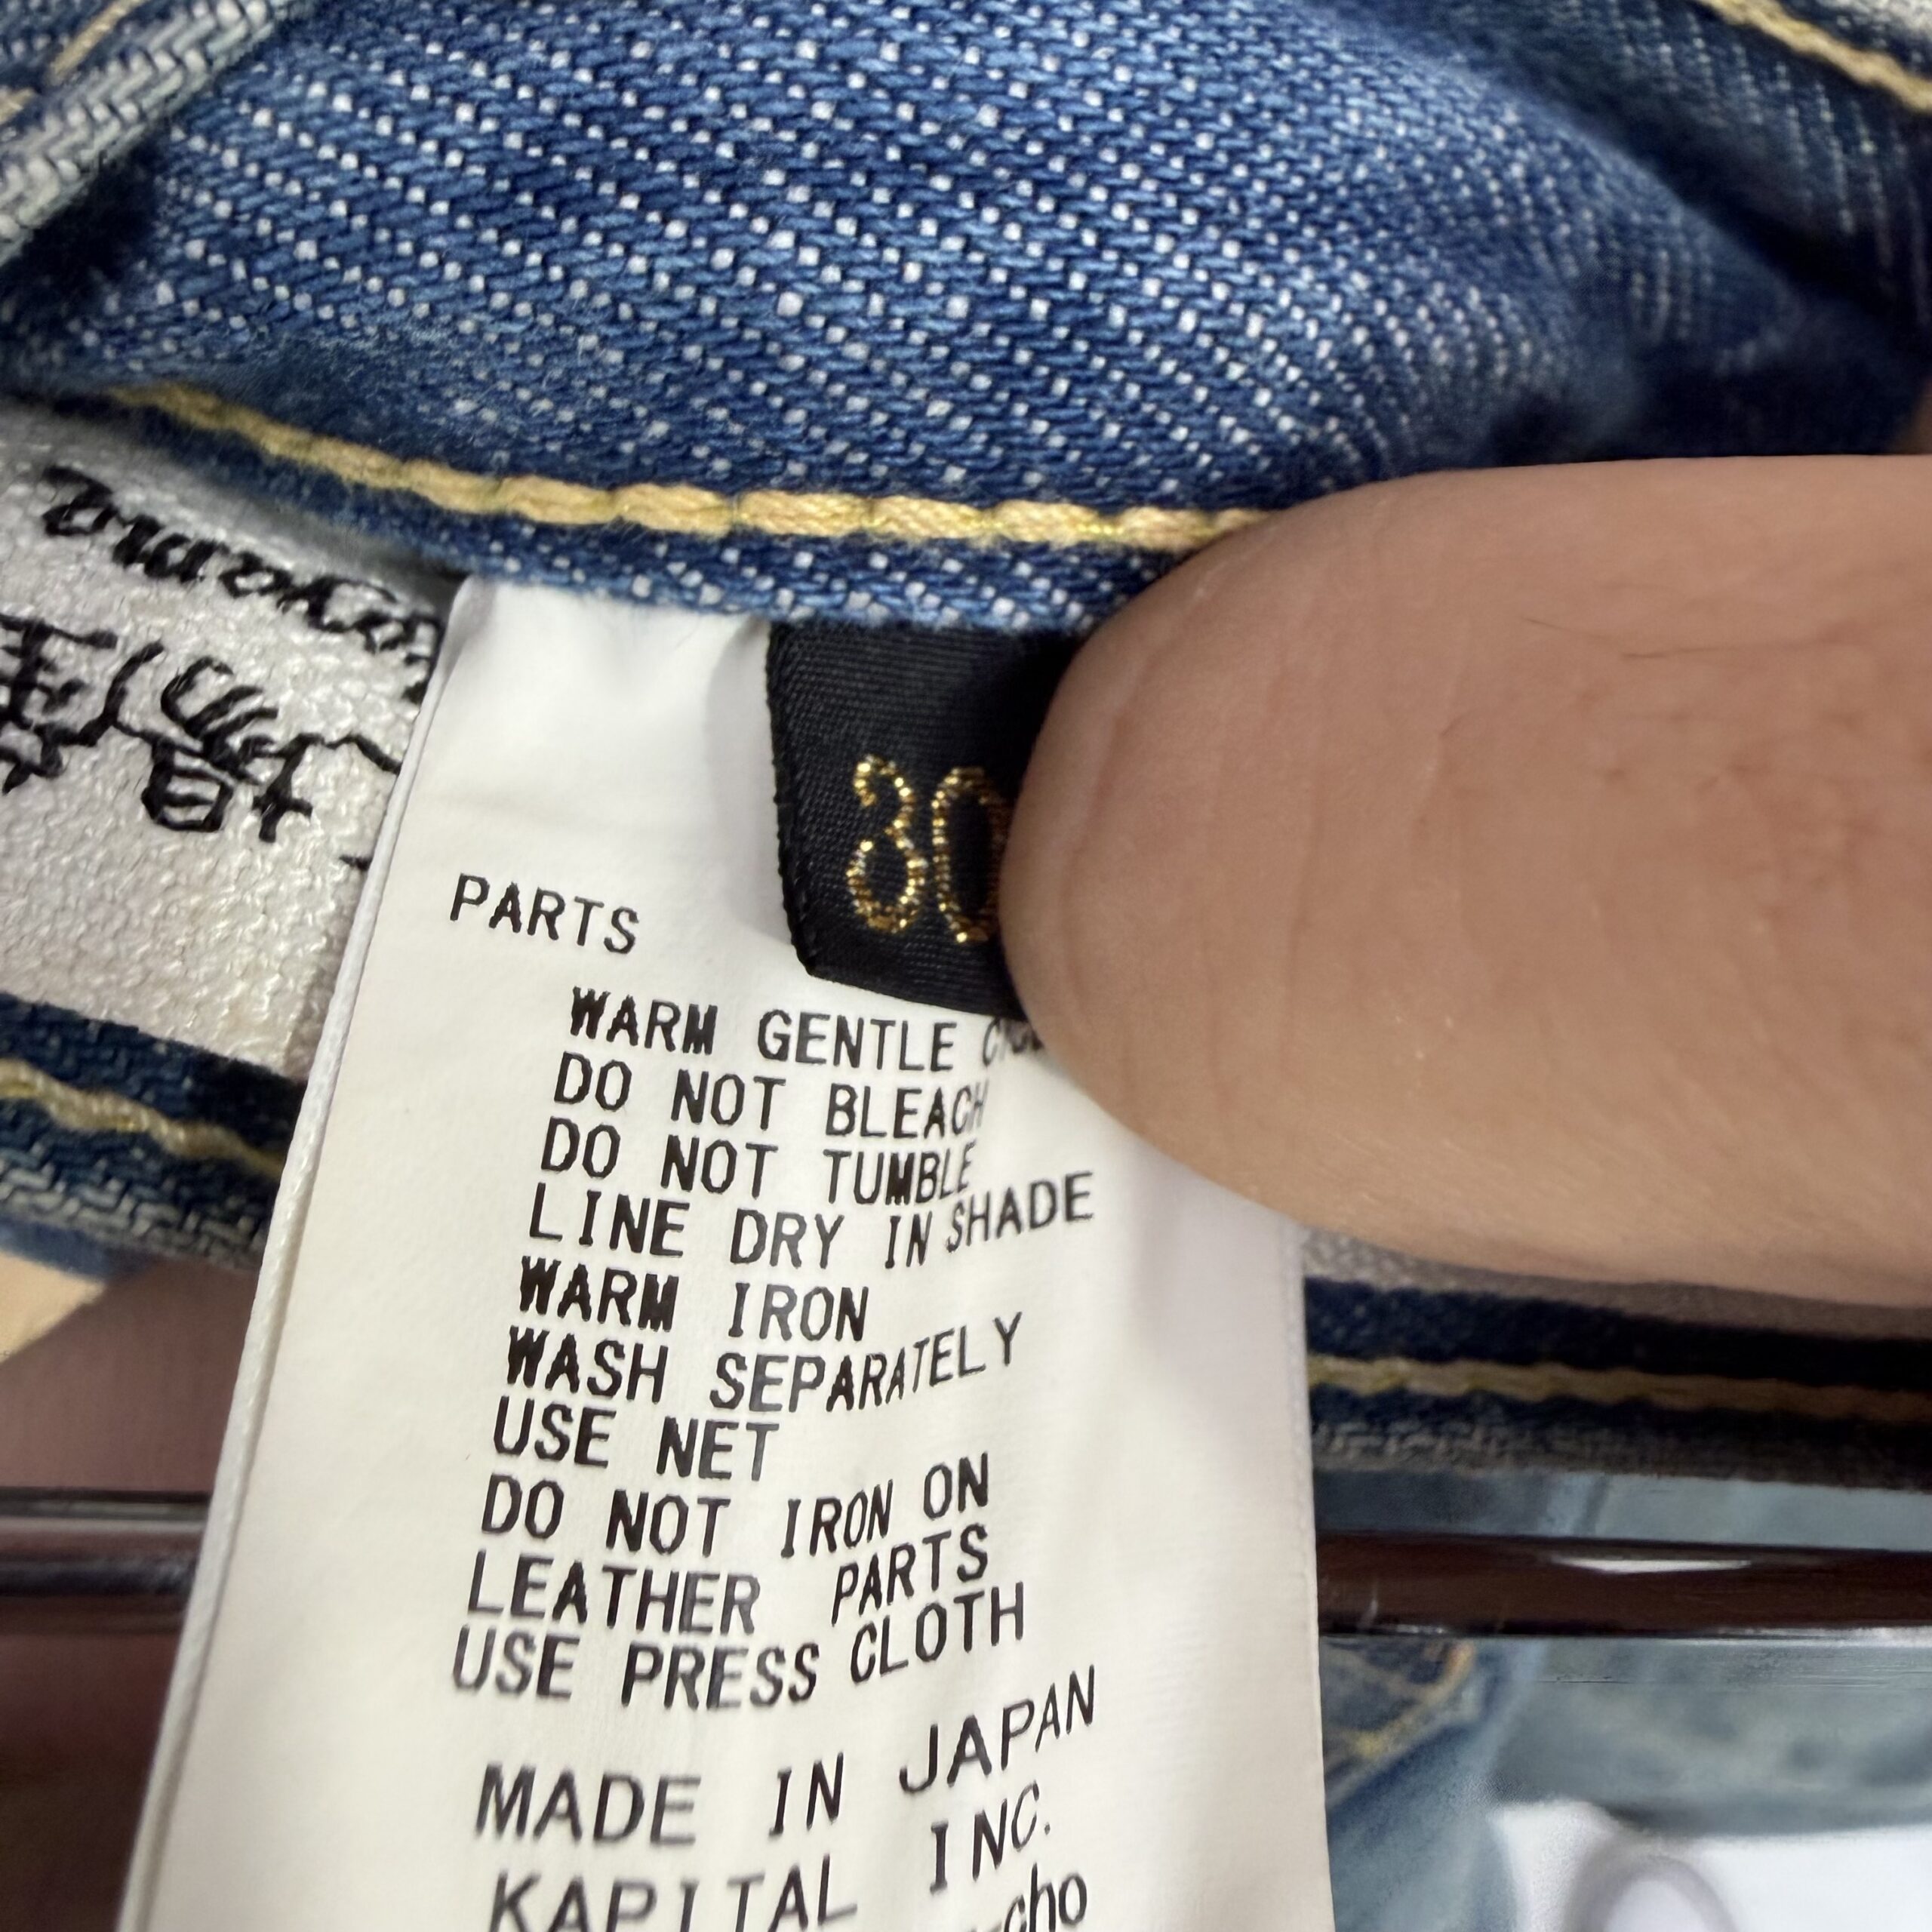 30
PARTS
WARM GENTLE
DO NOT BLEACH
DO NOT TUMBLE
LINE DRY IN SHADE
WARM IRON
WASH SEPARATELY
USE NET
DO NOT IRON ON
LEATHER PARTS
USE PRESS CLOTH
MADE IN JAPAN
KAPITAL INC.